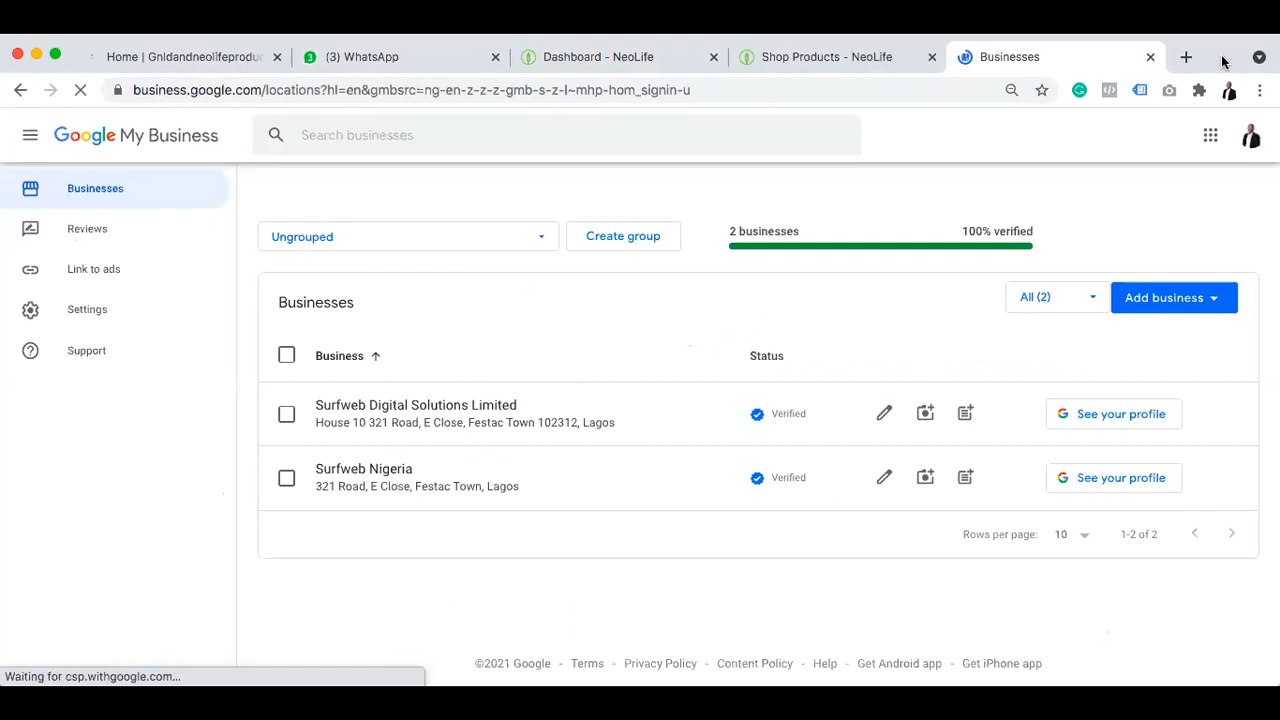 Home | Gnldandneolifeproduc
(3) WhatsApp
Dashboard - NeoLife
Shop Products - NeoLife
Businesses
business.google.com/locations?hl=en&gmbsrc=ng-en-z-z-z-gmb-s-z-l~mhp-hom_signin-u
Google My Business
Search businesses
Businesses
Reviews
Link to ads
Settings
Support
Ungrouped
Create group
2 businesses
100% verified
Businesses
All (2)
Add business
Business
Status
Surfweb Digital Solutions Limited
House 10 321 Road, E Close, Festac Town 102312, Lagos
Verified
G See your profile
Surfweb Nigeria
321 Road, E Close, Festac Town, Lagos
Verified
G See your profile
Rows per page: 10 1-2 of 2
©2021 Google - Terms - Privacy Policy - Content Policy - Help - Get Android app - Get iPhone app
Waiting for csp.withgoogle.com...